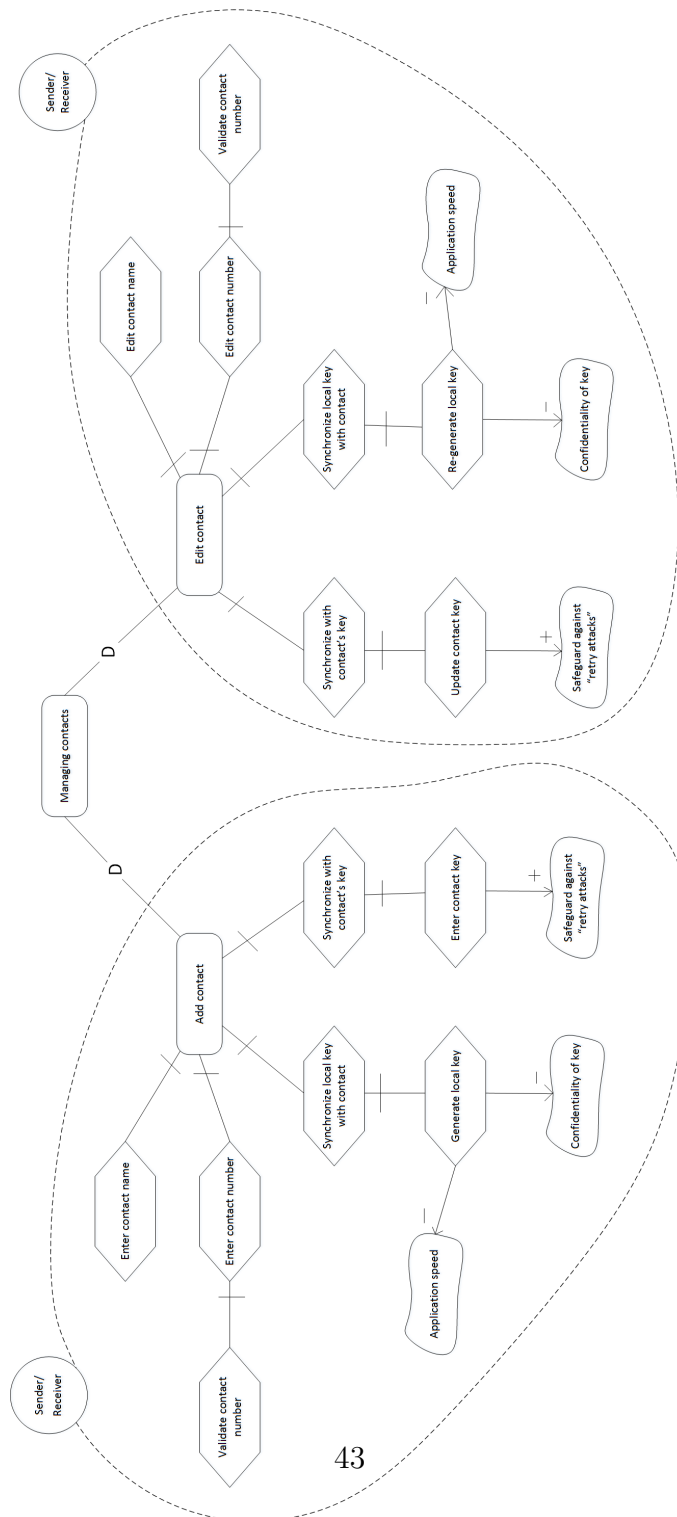 Sender/
Receiver
Validate contact
number
Enter contact name
Enter contact number
Application speed
Add contact
Synchronize local key
with contact
Generate local key
–
–
Confidentiality of key
Synchronize with
contact's key
Enter contact key
+
Safeguard against
"retry attacks"
D
Managing contacts
D
Sender/
Receiver
Edit contact
Synchronize with
contact's key
Update contact key
+
Safeguard against
"retry attacks"
Edit contact name
Edit contact number
Validate contact
number
Synchronize local key
with contact
Re-generate local key
–
–
Application speed
Confidentiality of key
43